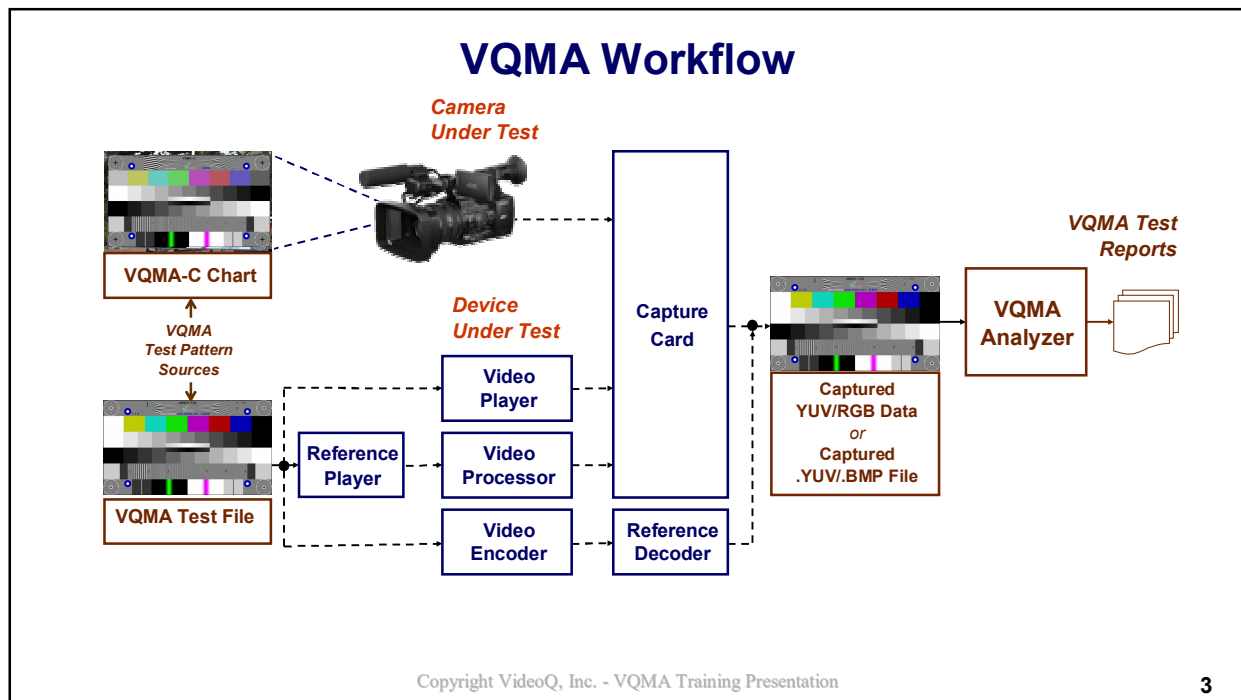 VQMA Workflow
Camera
Under Test
VQMA-C Chart
VQMA
Test Pattern
Sources
VQMA Test File
Reference
Player
Device
Under Test
Video
Player
Video
Processor
Video
Encoder
Capture
Card
Reference
Decoder
Captured
YUV/RGB Data
or
Captured
.YUV/.BMP File
VQMA
Analyzer
VQMA Test
Reports
Copyright VideoQ, Inc. - VQMA Training Presentation
3